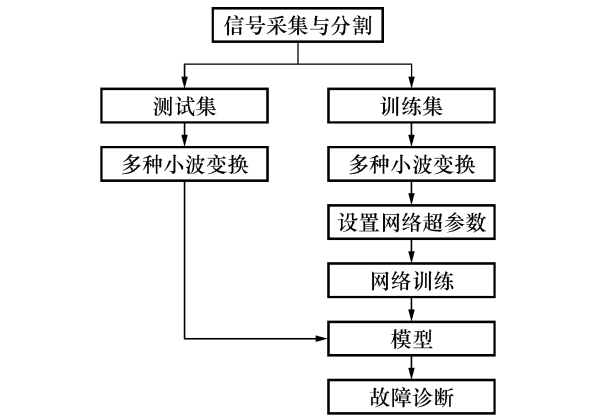 信号采集与分割
测试集
训练集
多种小波变换
多种小波变换
设置网络超参数
网络训练
模型
故障诊断